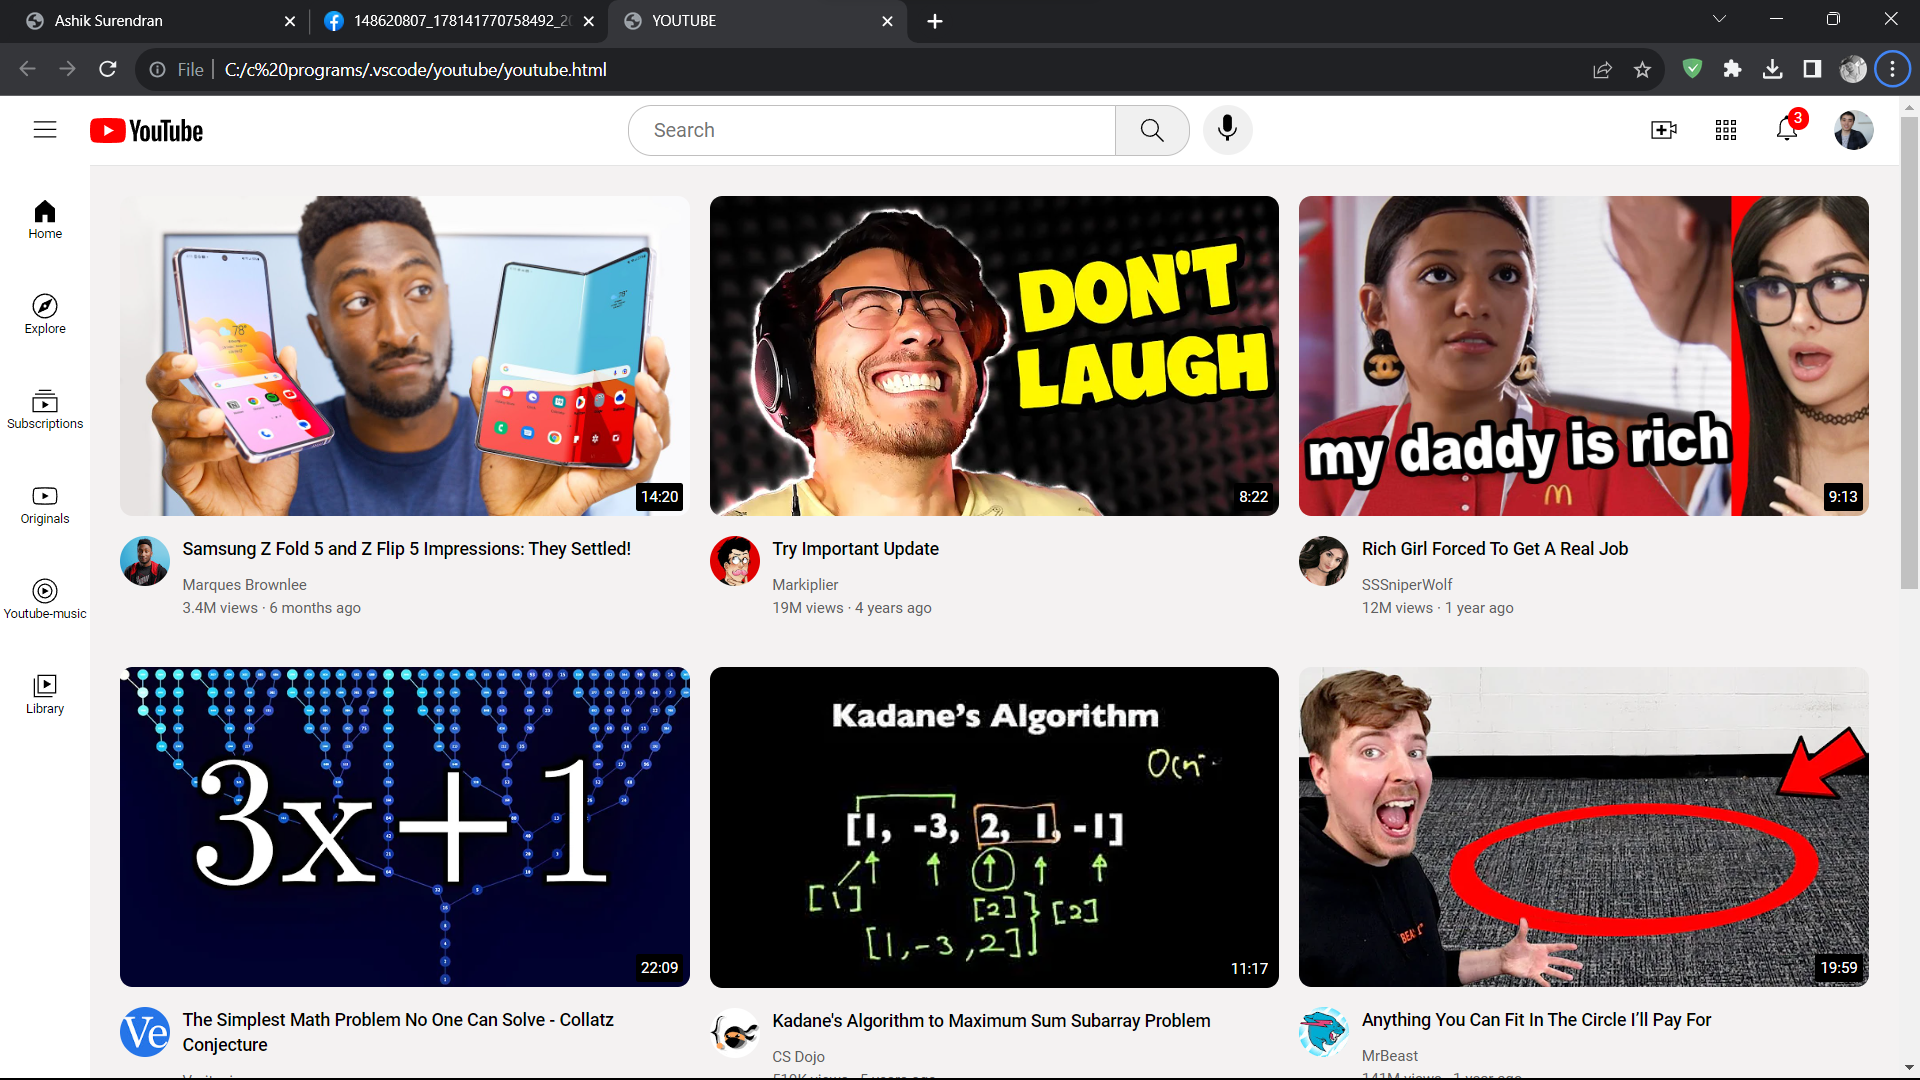 Ashik Surendran
148620807_178141770758492_20
YOUTUBE
File
C:/c%20programs/.vscode/youtube/youtube.html
YouTube
Search
3
Home
Explore
Subscriptions
Originals
Youtube-music
Library
14:20
Samsung Z Fold 5 and Z Flip 5 Impressions: They Settled!
Marques Brownlee
3.4M views · 6 months ago
DON'T
LAUGH
8:22
Try Important Update
Markiplier
19M views · 4 years ago
my daddy is rich
9:13
Rich Girl Forced To Get A Real Job
SSSniperWolf
12M views · 1 year ago
3x+1
22:09
Ve
The Simplest Math Problem No One Can Solve - Collatz
Conjecture
Kadane's Algorithm
[1, -3, 2, 1, -1]
[1]
[2]
[2]
[1,-3,2]
11:17
Kadane's Algorithm to Maximum Sum Subarray Problem
CS Dojo
19:59
Anything You Can Fit In The Circle I’ll Pay For
MrBeast